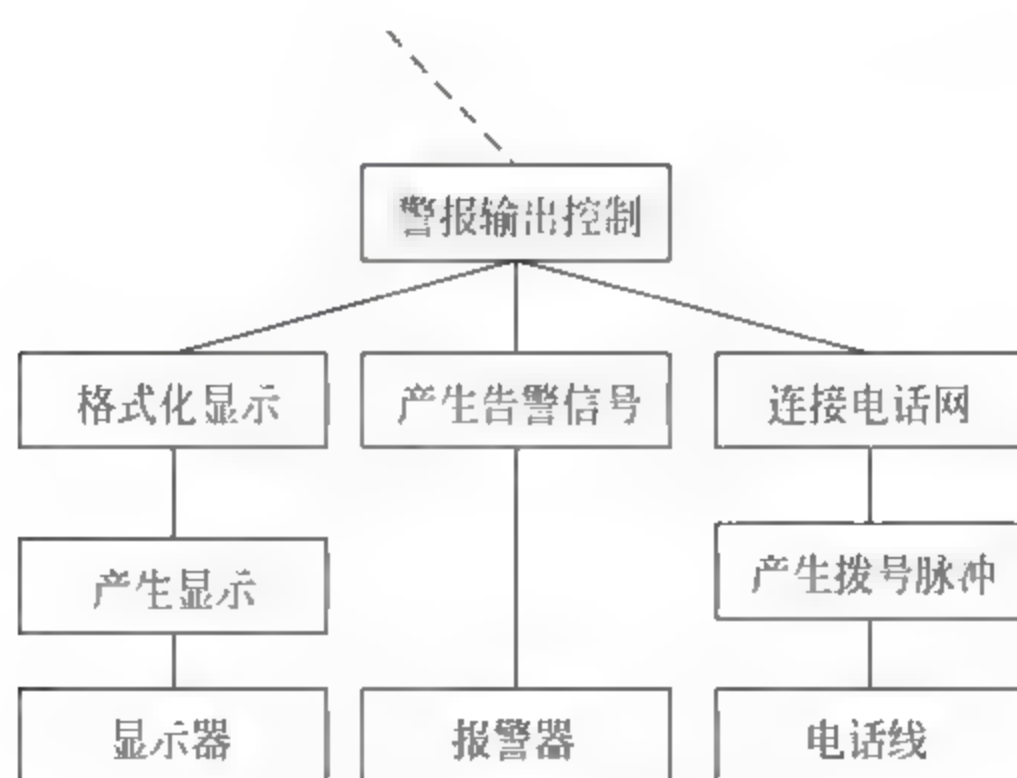 警报输出控制
格式化显示
产生告警信号
连接电话网
产生显示
产生拨号脉冲
显示器
报警器
电话线